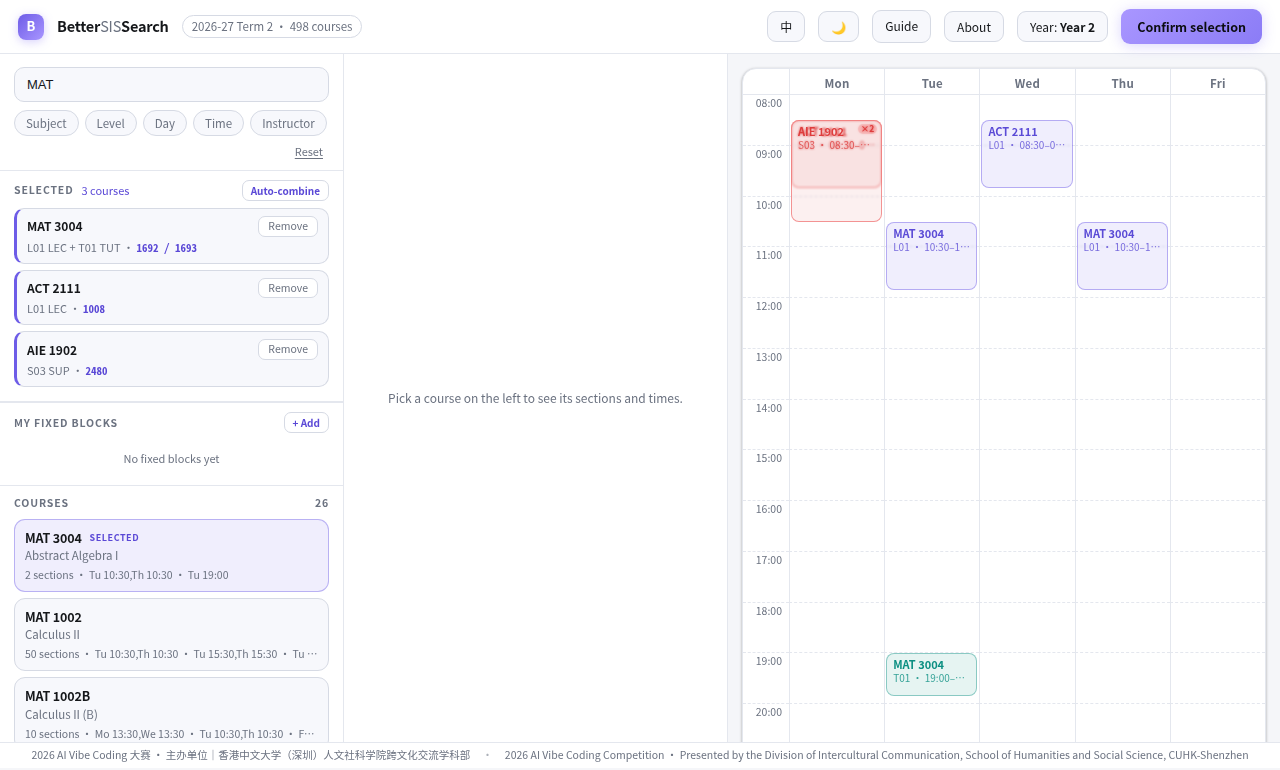 B BetterSISSearch 2026-27 Term 2 • 498 courses 中 🌙 Guide About Year: Year 2 Confirm selection
MAT
Subject Level Day Time Instructor
Reset
SELECTED 3 courses Auto-combine
MAT 3004 Remove
L01 LEC + T01 TUT • 1692 / 1693
ACT 2111 Remove
L01 LEC • 1008
AIE 1902 Remove
S03 SUP • 2480
MY FIXED BLOCKS + Add
No fixed blocks yet
COURSES 26
MAT 3004 SELECTED
Abstract Algebra I
2 sections • Tu 10:30,Th 10:30 • Tu 19:00
MAT 1002
Calculus II
50 sections • Tu 10:30,Th 10:30 • Tu 15:30,Th 15:30 • Tu ⋯
MAT 1002B
Calculus II (B)
10 sections • Mo 13:30,We 13:30 • Tu 10:30,Th 10:30 • F⋯
Pick a course on the left to see its sections and times.
Mon Tue Wed Thu Fri
08:00
AIE 1902 ×2
S03 • 08:30–
ACT 2111
L01 • 08:30–0⋯
09:00
10:00
MAT 3004
L01 • 10:30–1⋯
MAT 3004
L01 • 10:30–1⋯
11:00
12:00
13:00
14:00
15:00
16:00
17:00
18:00
19:00
MAT 3004
T01 • 19:00–⋯
20:00
2026 AI Vibe Coding 大赛 • 主办单位｜香港中文大学（深圳）人文社科学院跨文化交流学科部 • 2026 AI Vibe Coding Competition • Presented by the Division of Intercultural Communication, School of Humanities and Social Science, CUHK-Shenzhen